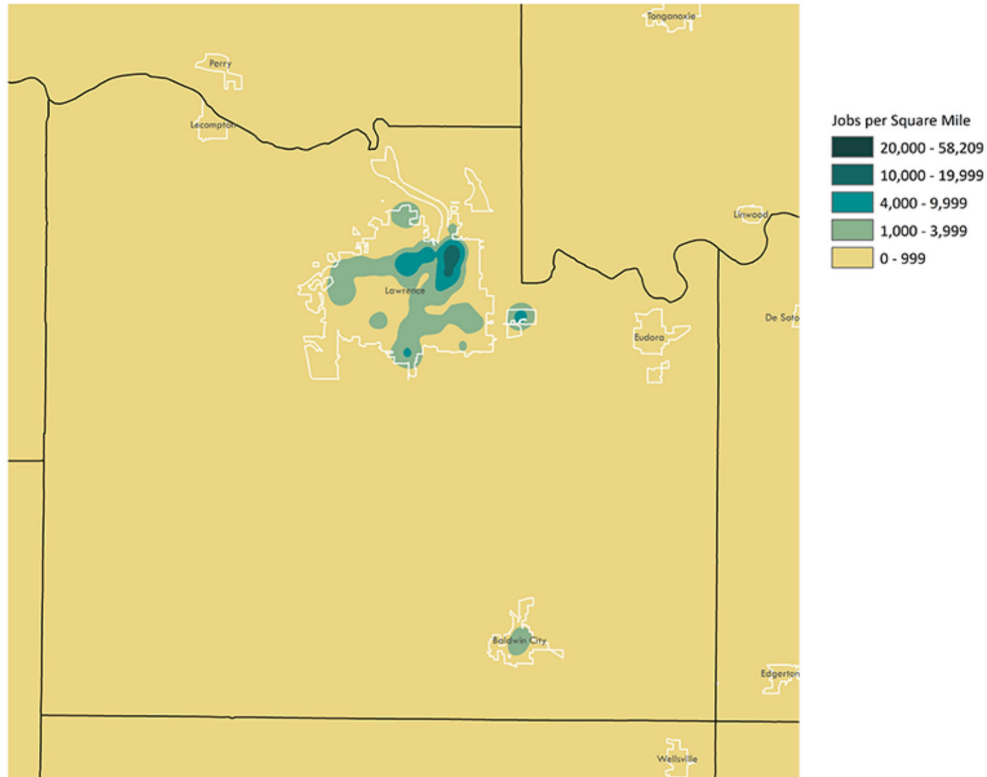 Tonganoxie
Perry
Lecompton
Jobs per Square Mile
20,000 - 58,209
10,000 - 19,999
4,000 - 9,999
1,000 - 3,999
0 - 999
Linwood
Lawrence
De Soto
Eudora
Baldwin City
Edgerton
Wellsville